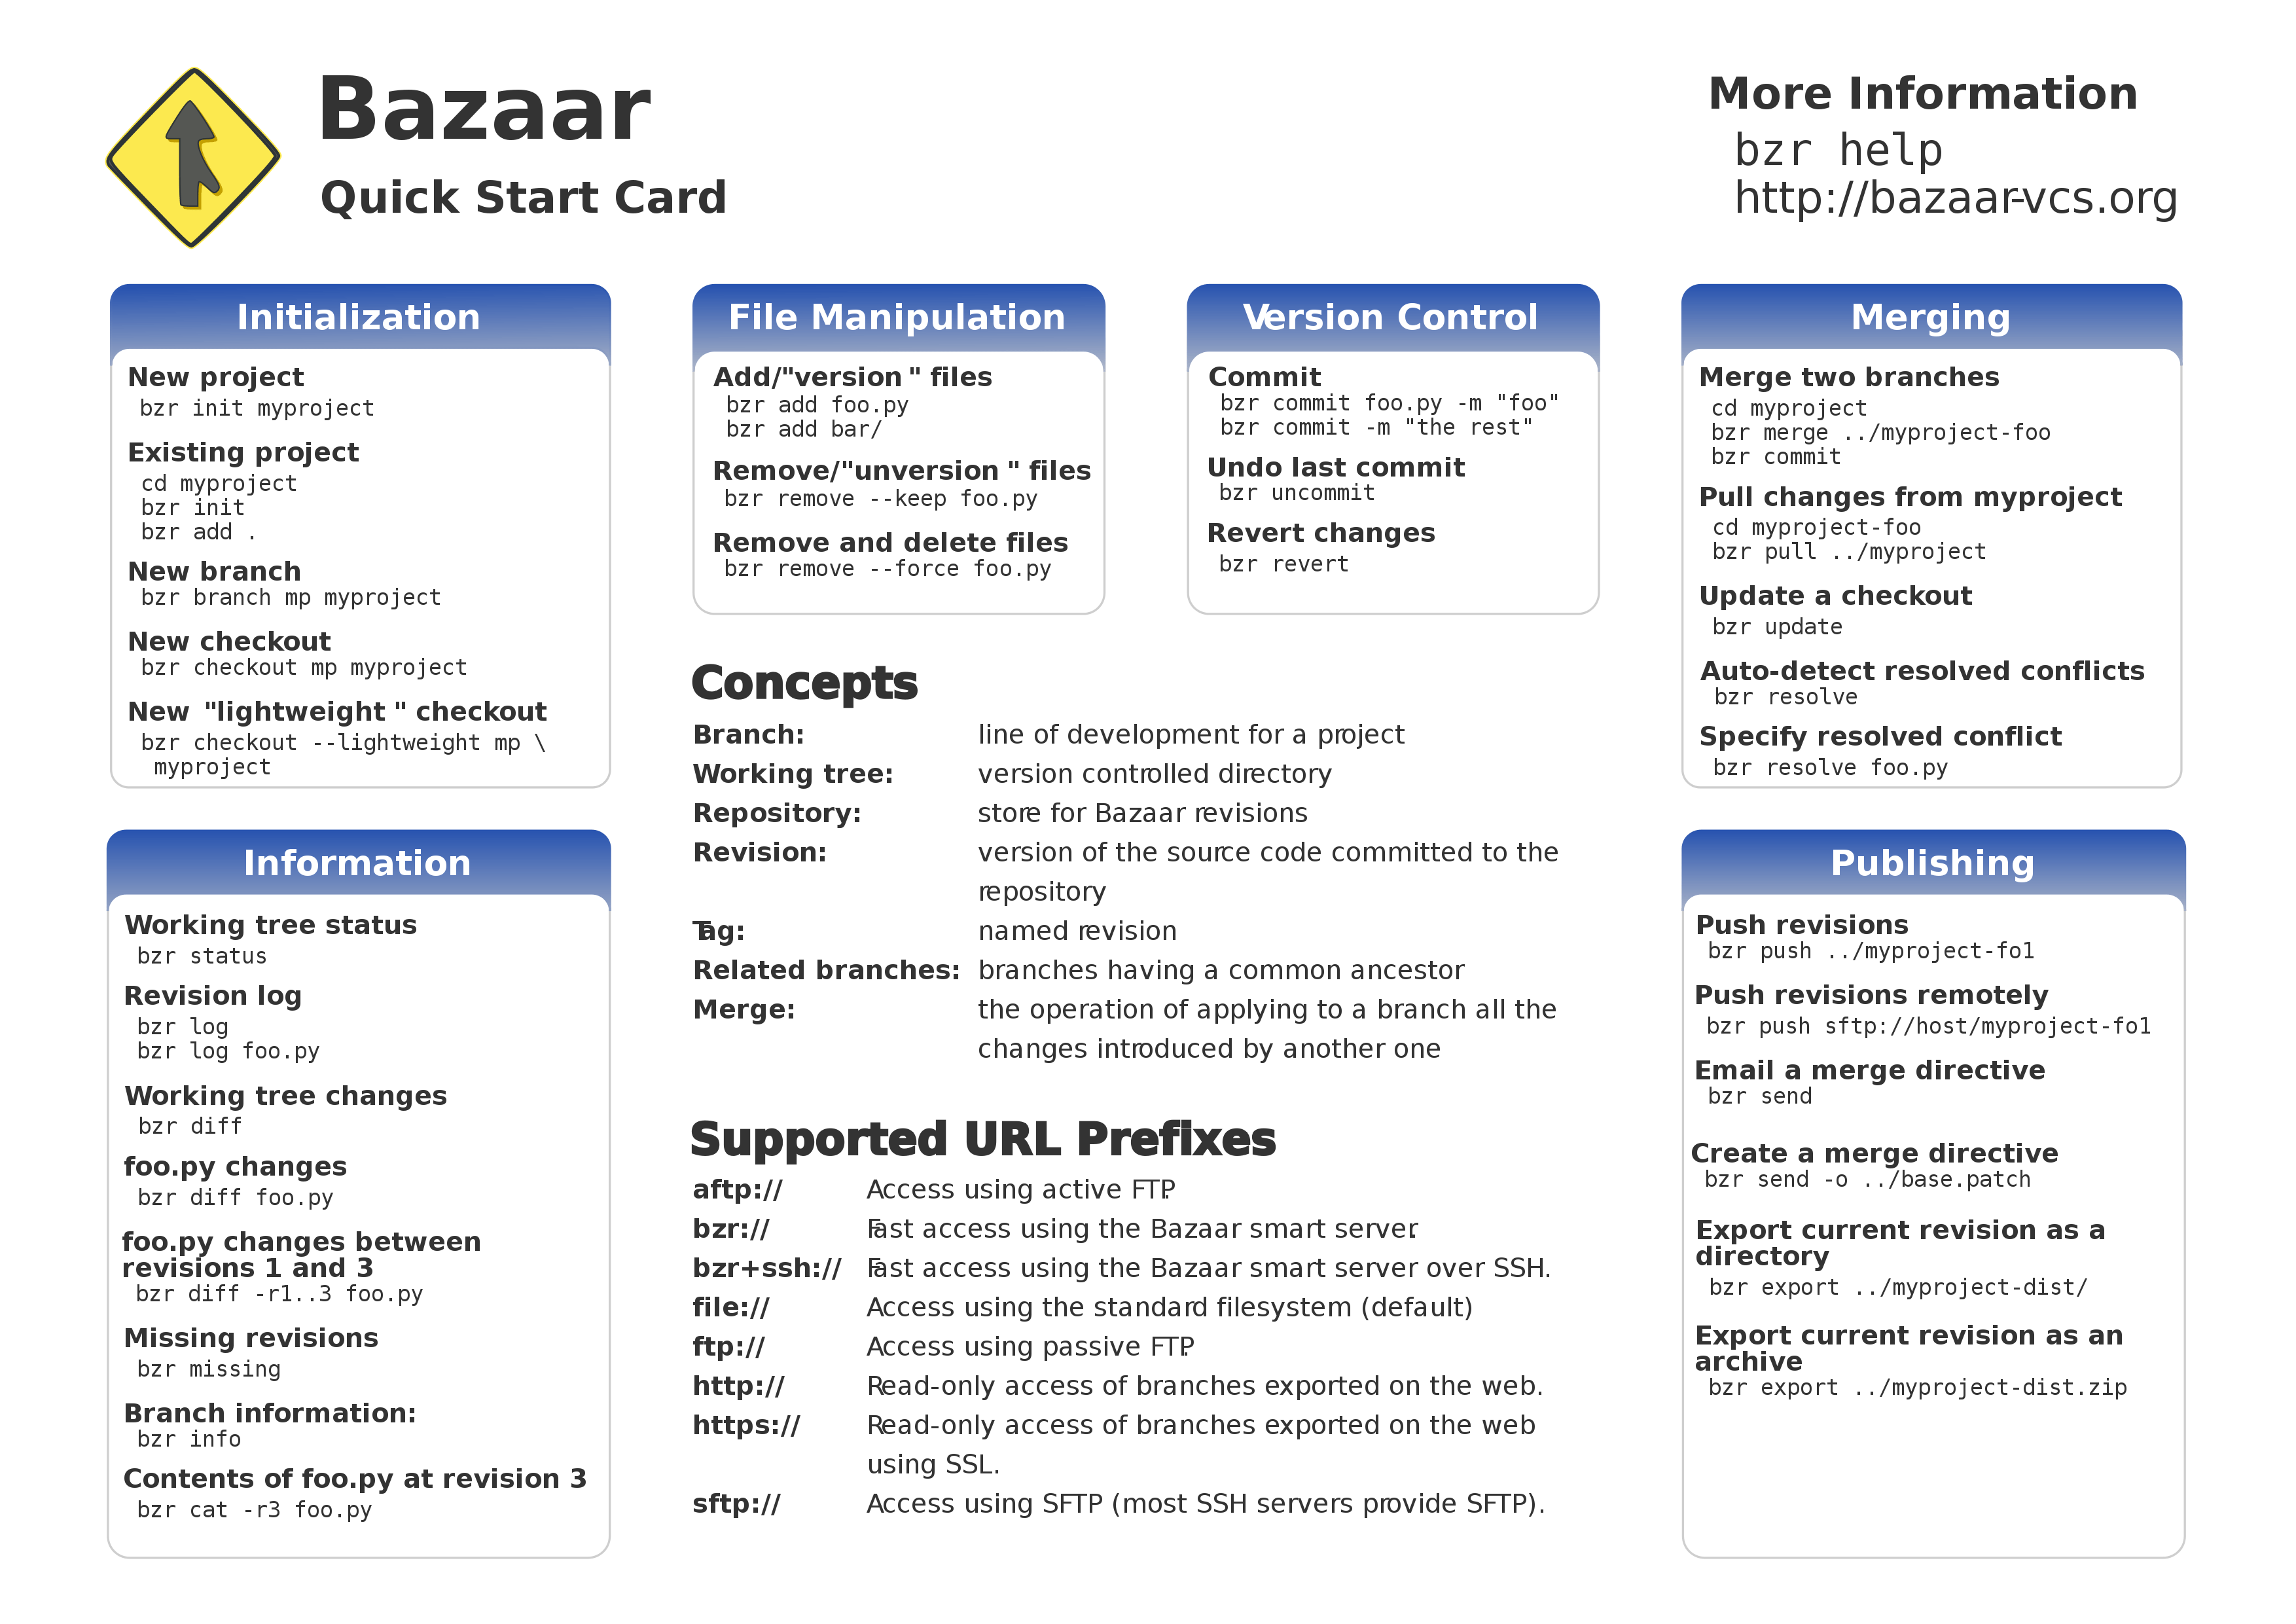 Bazaar
Quick Start Card
More Information
bzr help
http://bazaar-vcs.org
Initialization
New project
bzr init myproject
Existing project
cd myproject
bzr init
bzr add .
New branch
bzr branch mp myproject
New checkout
bzr checkout mp myproject
New "lightweight " checkout
bzr checkout --lightweight mp \
myproject
File Manipulation
Add/"version " files
bzr add foo.py
bzr add bar/
Remove/"unversion " files
bzr remove --keep foo.py
Remove and delete files
bzr remove --force foo.py
Version Control
Commit
bzr commit foo.py -m "foo"
bzr commit -m "the rest"
Undo last commit
bzr uncommit
Revert changes
bzr revert
Merging
Merge two branches
cd myproject
bzr merge ../myproject-foo
bzr commit
Pull changes from myproject
cd myproject-foo
bzr pull ../myproject
Update a checkout
bzr update
Auto-detect resolved conflicts
bzr resolve
Specify resolved conflict
bzr resolve foo.py
Information
Working tree status
bzr status
Revision log
bzr log
bzr log foo.py
Working tree changes
bzr diff
foo.py changes
bzr diff foo.py
foo.py changes between
revisions 1 and 3
bzr diff -r1..3 foo.py
Missing revisions
bzr missing
Branch information:
bzr info
Contents of foo.py at revision 3
bzr cat -r3 foo.py
Concepts
Branch: line of development for a project
Working tree: version controlled directory
Repository: store for Bazaar revisions
Revision: version of the source code committed to the
repository
Tag: named revision
Related branches: branches having a common ancestor
Merge: the operation of applying to a branch all the
changes introduced by another one
Supported URL Prefixes
aftp:// Access using active FTP.
bzr:// Fast access using the Bazaar smart server.
bzr+ssh:// Fast access using the Bazaar smart server over SSH.
file:// Access using the standard filesystem (default)
ftp:// Access using passive FTP.
http:// Read-only access of branches exported on the web.
https:// Read-only access of branches exported on the web
using SSL.
sftp:// Access using SFTP (most SSH servers provide SFTP).
Publishing
Push revisions
bzr push ../myproject-fo1
Push revisions remotely
bzr push sftp://host/myproject-fo1
Email a merge directive
bzr send
Create a merge directive
bzr send -o ../base.patch
Export current revision as a
directory
bzr export ../myproject-dist/
Export current revision as an
archive
bzr export ../myproject-dist.zip